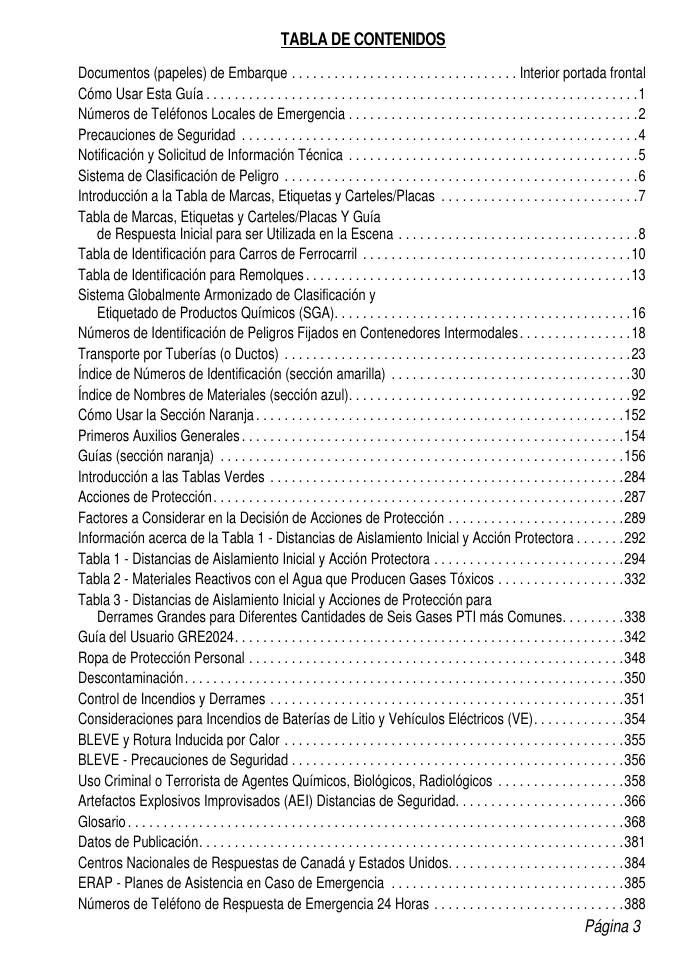 TABLA DE CONTENIDOS
Documentos (papeles) de Embarque . . . . . . . . . . . . . . . . . . . . . . . . . . . . . . . . Interior portada frontal
Cómo Usar Esta Guía . . . . . . . . . . . . . . . . . . . . . . . . . . . . . . . . . . . . . . . . . . . . . . . . . . . . . . . . . . . . .1
Números de Teléfonos Locales de Emergencia . . . . . . . . . . . . . . . . . . . . . . . . . . . . . . . . . . . . . . . . .2
Precauciones de Seguridad . . . . . . . . . . . . . . . . . . . . . . . . . . . . . . . . . . . . . . . . . . . . . . . . . . . . . . . .4
Notificación y Solicitud de Información Técnica . . . . . . . . . . . . . . . . . . . . . . . . . . . . . . . . . . . . . . . . .5
Sistema de Clasificación de Peligro . . . . . . . . . . . . . . . . . . . . . . . . . . . . . . . . . . . . . . . . . . . . . . . . . .6
Introducción a la Tabla de Marcas, Etiquetas y Carteles/Placas . . . . . . . . . . . . . . . . . . . . . . . . . . . .7
Tabla de Marcas, Etiquetas y Carteles/Placas Y Guía
de Respuesta Inicial para ser Utilizada en la Escena . . . . . . . . . . . . . . . . . . . . . . . . . . . . . . . . . .8
Tabla de Identificación para Carros de Ferrocarril . . . . . . . . . . . . . . . . . . . . . . . . . . . . . . . . . . . . . .10
Tabla de Identificación para Remolques . . . . . . . . . . . . . . . . . . . . . . . . . . . . . . . . . . . . . . . . . . . . . .13
Sistema Globalmente Armonizado de Clasificación y
Etiquetado de Productos Químicos (SGA). . . . . . . . . . . . . . . . . . . . . . . . . . . . . . . . . . . . . . . . . .16
Números de Identificación de Peligros Fijados en Contenedores Intermodales . . . . . . . . . . . . . . . .18
Transporte por Tuberías (o Ductos) . . . . . . . . . . . . . . . . . . . . . . . . . . . . . . . . . . . . . . . . . . . . . . . . .23
Índice de Números de Identificación (sección amarilla) . . . . . . . . . . . . . . . . . . . . . . . . . . . . . . . . . .30
Índice de Nombres de Materiales (sección azul). . . . . . . . . . . . . . . . . . . . . . . . . . . . . . . . . . . . . . . .92
Cómo Usar la Sección Naranja . . . . . . . . . . . . . . . . . . . . . . . . . . . . . . . . . . . . . . . . . . . . . . . . . . . .152
Primeros Auxilios Generales . . . . . . . . . . . . . . . . . . . . . . . . . . . . . . . . . . . . . . . . . . . . . . . . . . . . . .154
Guías (sección naranja) . . . . . . . . . . . . . . . . . . . . . . . . . . . . . . . . . . . . . . . . . . . . . . . . . . . . . . . . .156
Introducción a las Tablas Verdes . . . . . . . . . . . . . . . . . . . . . . . . . . . . . . . . . . . . . . . . . . . . . . . . . .284
Acciones de Protección . . . . . . . . . . . . . . . . . . . . . . . . . . . . . . . . . . . . . . . . . . . . . . . . . . . . . . . . . .287
Factores a Considerar en la Decisión de Acciones de Protección . . . . . . . . . . . . . . . . . . . . . . . . .289
Información acerca de la Tabla 1 - Distancias de Aislamiento Inicial y Acción Protectora . . . . . . .292
Tabla 1 - Distancias de Aislamiento Inicial y Acción Protectora . . . . . . . . . . . . . . . . . . . . . . . . . . .294
Tabla 2 - Materiales Reactivos con el Agua que Producen Gases Tóxicos . . . . . . . . . . . . . . . . . .332
Tabla 3 - Distancias de Aislamiento Inicial y Acciones de Protección para
Derrames Grandes para Diferentes Cantidades de Seis Gases PTI más Comunes. . . . . . . . .338
Guía del Usuario GRE2024. . . . . . . . . . . . . . . . . . . . . . . . . . . . . . . . . . . . . . . . . . . . . . . . . . . . . . .342
Ropa de Protección Personal . . . . . . . . . . . . . . . . . . . . . . . . . . . . . . . . . . . . . . . . . . . . . . . . . . . . .348
Descontaminación . . . . . . . . . . . . . . . . . . . . . . . . . . . . . . . . . . . . . . . . . . . . . . . . . . . . . . . . . . . . . .350
Control de Incendios y Derrames . . . . . . . . . . . . . . . . . . . . . . . . . . . . . . . . . . . . . . . . . . . . . . . . . .351
Consideraciones para Incendios de Baterías de Litio y Vehículos Eléctricos (VE). . . . . . . . . . . . .354
BLEVE y Rotura Inducida por Calor . . . . . . . . . . . . . . . . . . . . . . . . . . . . . . . . . . . . . . . . . . . . . . . .355
BLEVE - Precauciones de Seguridad . . . . . . . . . . . . . . . . . . . . . . . . . . . . . . . . . . . . . . . . . . . . . . .356
Uso Criminal o Terrorista de Agentes Químicos, Biológicos, Radiológicos . . . . . . . . . . . . . . . . . .358
Artefactos Explosivos Improvisados (AEI) Distancias de Seguridad. . . . . . . . . . . . . . . . . . . . . . . .366
Glosario . . . . . . . . . . . . . . . . . . . . . . . . . . . . . . . . . . . . . . . . . . . . . . . . . . . . . . . . . . . . . . . . . . . . . .368
Datos de Publicación. . . . . . . . . . . . . . . . . . . . . . . . . . . . . . . . . . . . . . . . . . . . . . . . . . . . . . . . . . . .381
Centros Nacionales de Respuestas de Canadá y Estados Unidos. . . . . . . . . . . . . . . . . . . . . . . . .384
ERAP - Planes de Asistencia en Caso de Emergencia . . . . . . . . . . . . . . . . . . . . . . . . . . . . . . . . .385
Números de Teléfono de Respuesta de Emergencia 24 Horas . . . . . . . . . . . . . . . . . . . . . . . . . . .388
Página 3